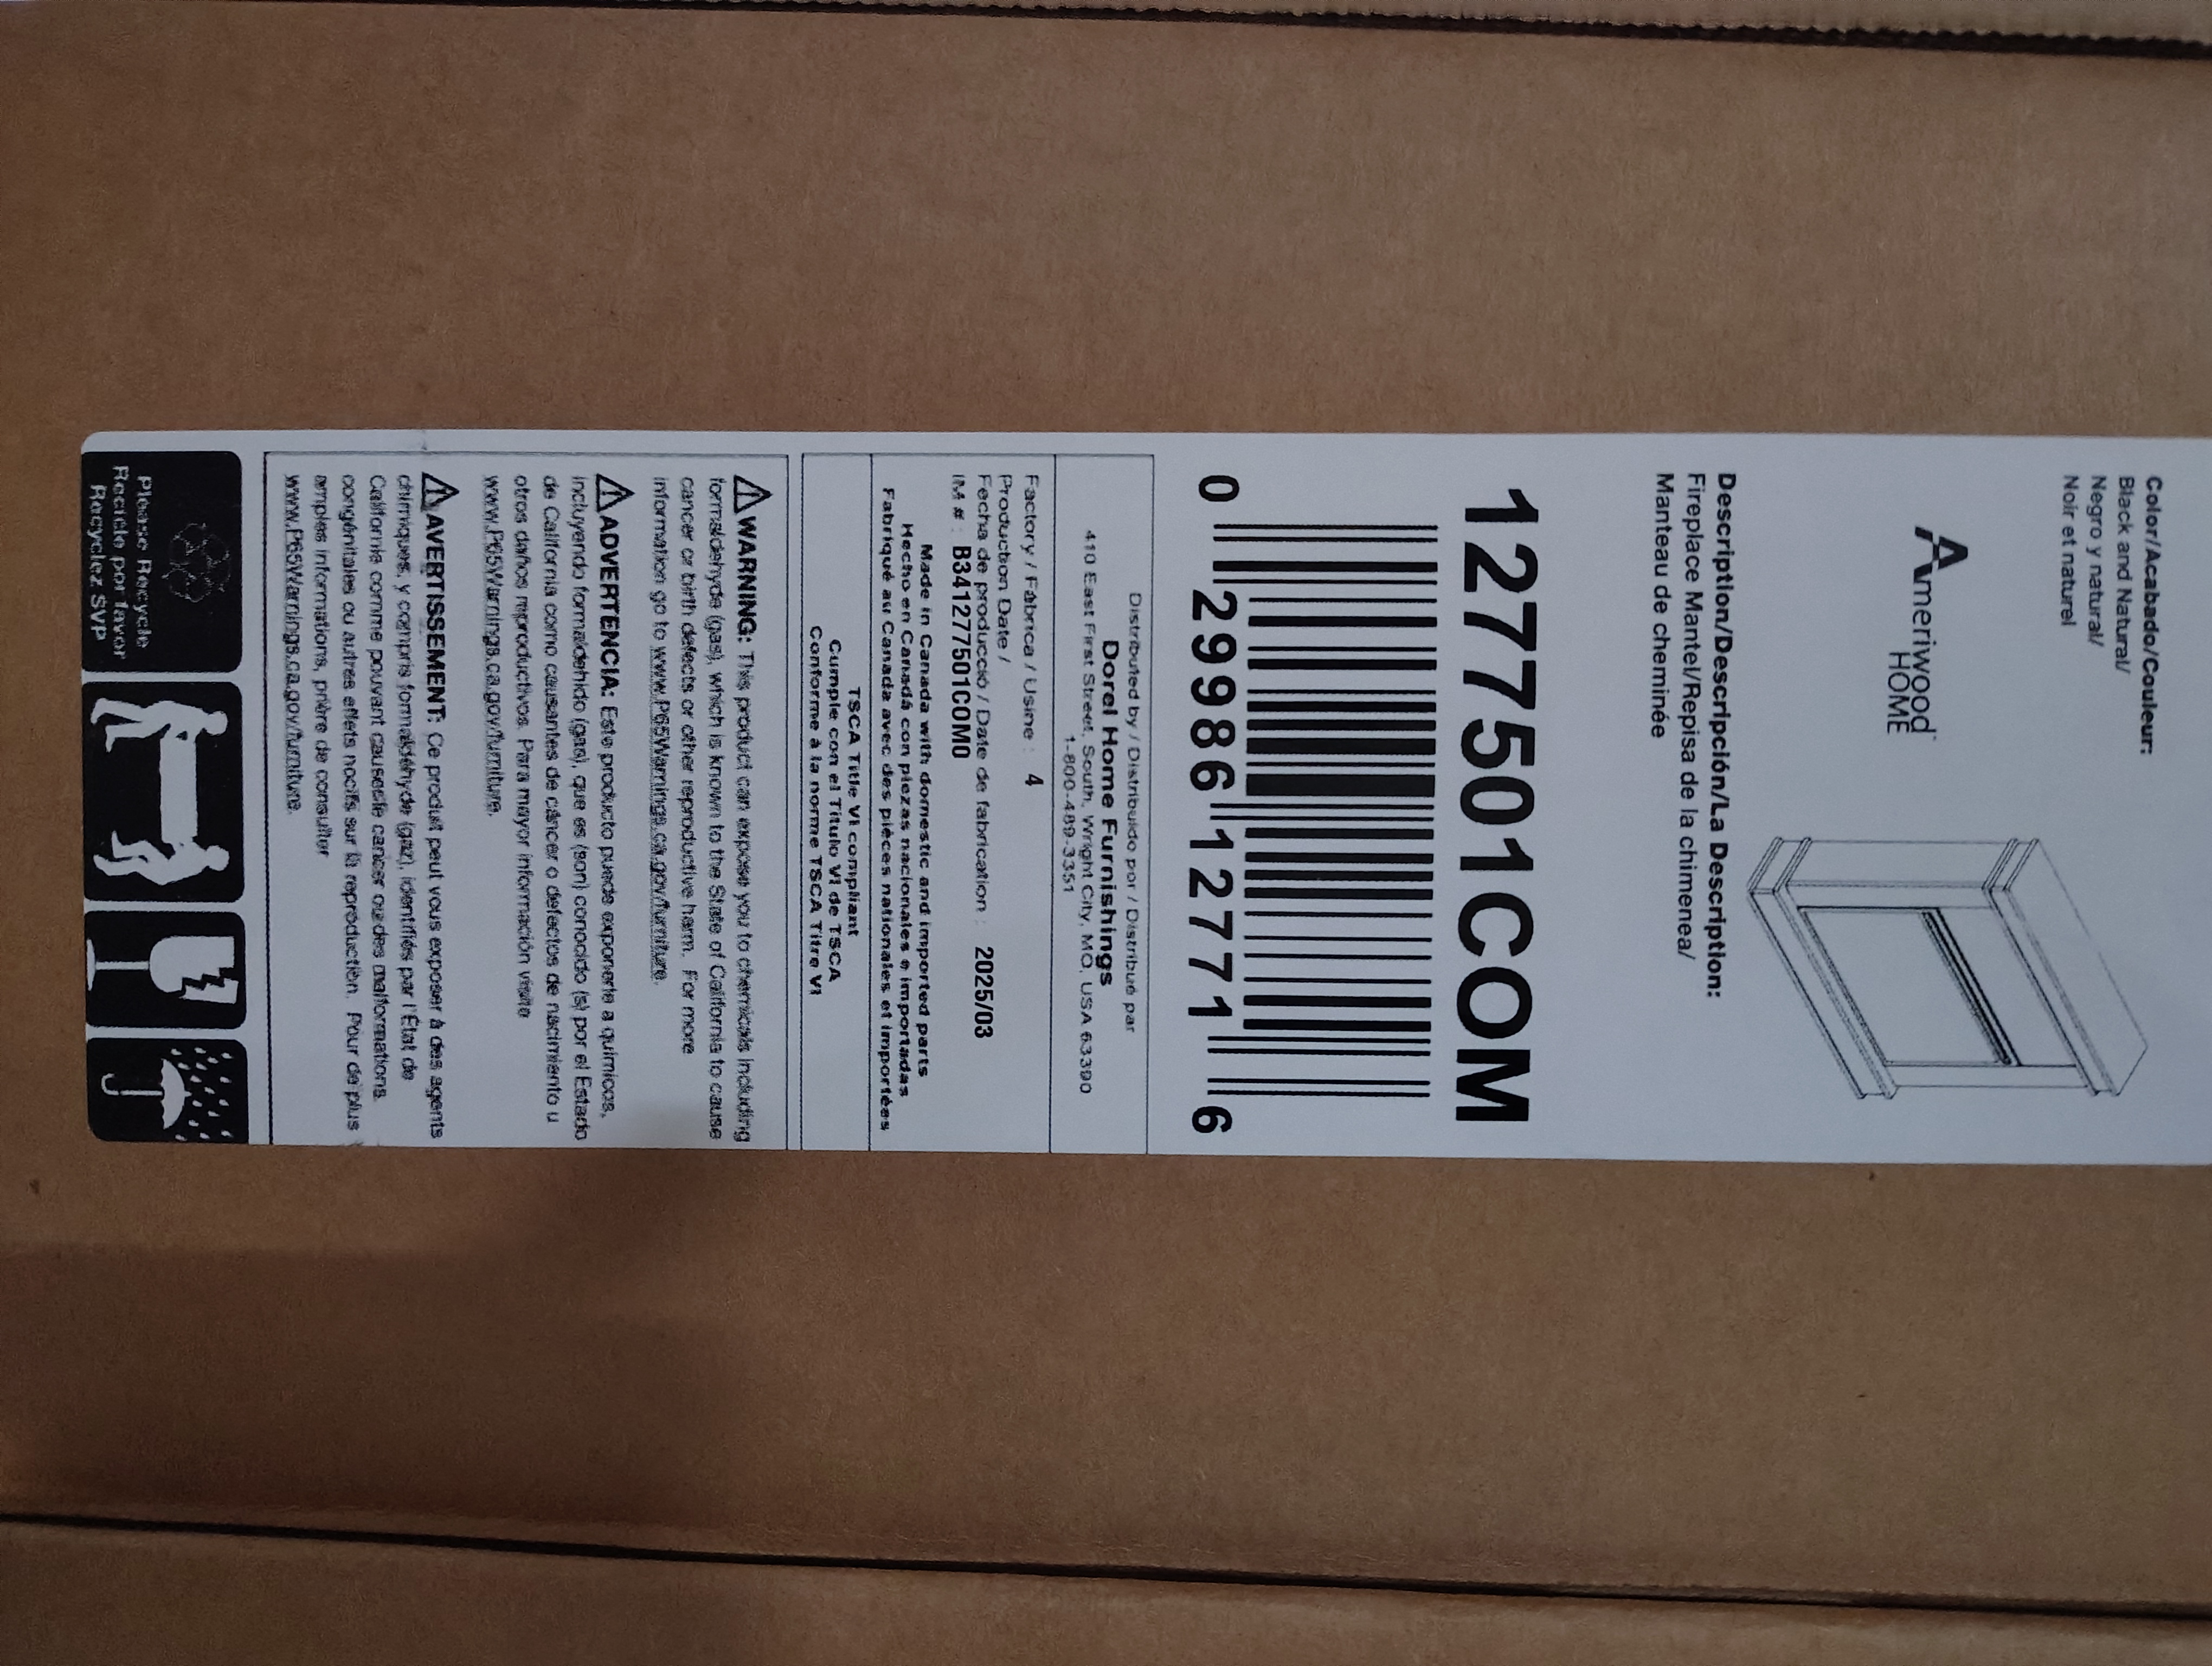 Color/Acabado/Couleur:
Black and Natural/
Negro y natural/
Noir et naturel
Ameriwood
HOME
Description/Descripción/La Description:
Fireplace Mantel/Repisa de la chimenea/
Manteau de cheminée
1277501COM
0 29986 12771 6
Distributed by / Distribuido por / Distribué par
Dorel Home Furnishings
410 East First Street, South, Wright City, MO, USA 63390
1-800-489-3351
Factory / Fábrica / Usine : 4
Production Date /
Fecha de producció / Date de fabrication : 2025/03
IM # : B341277501COM0
Made in Canada with domestic and imported parts
Hecho en Canadá con piezas nacionales e importadas
Fabriqué au Canada avec des pièces nationales et importées
TSCA Title VI compliant
Cumple con el Título VI de TSCA
Conforme à la norme TSCA Titre VI
WARNING: This product can expose you to chemicals including
formaldehyde (gas), which is known to the State of California to cause
cancer or birth defects or other reproductive harm. For more
information go to www.P65Warnings.ca.gov/furniture.
ADVERTENCIA: Este producto puede exponerte a químicos,
incluyendo formaldehido (gas), que es (son) conocido (s) por el Estado
de California como causantes de cáncer o defectos de nacimiento u
otros daños reproductivos. Para mayor información visite
www.P65Warnings.ca.gov/furniture.
AVERTISSEMENT: Ce produit peut vous exposer à des agents
chimiques, y compris formaldéhyde (gaz), identifiés par l'État de
Californie comme pouvant causer le cancer ou des malformations
congénitales ou autres effets nocifs sur la reproduction. Pour de plus
amples informations, prière de consulter
www.P65Warnings.ca.gov/furniture.
Please Recycle
Recicle por favor
Recyclez SVP